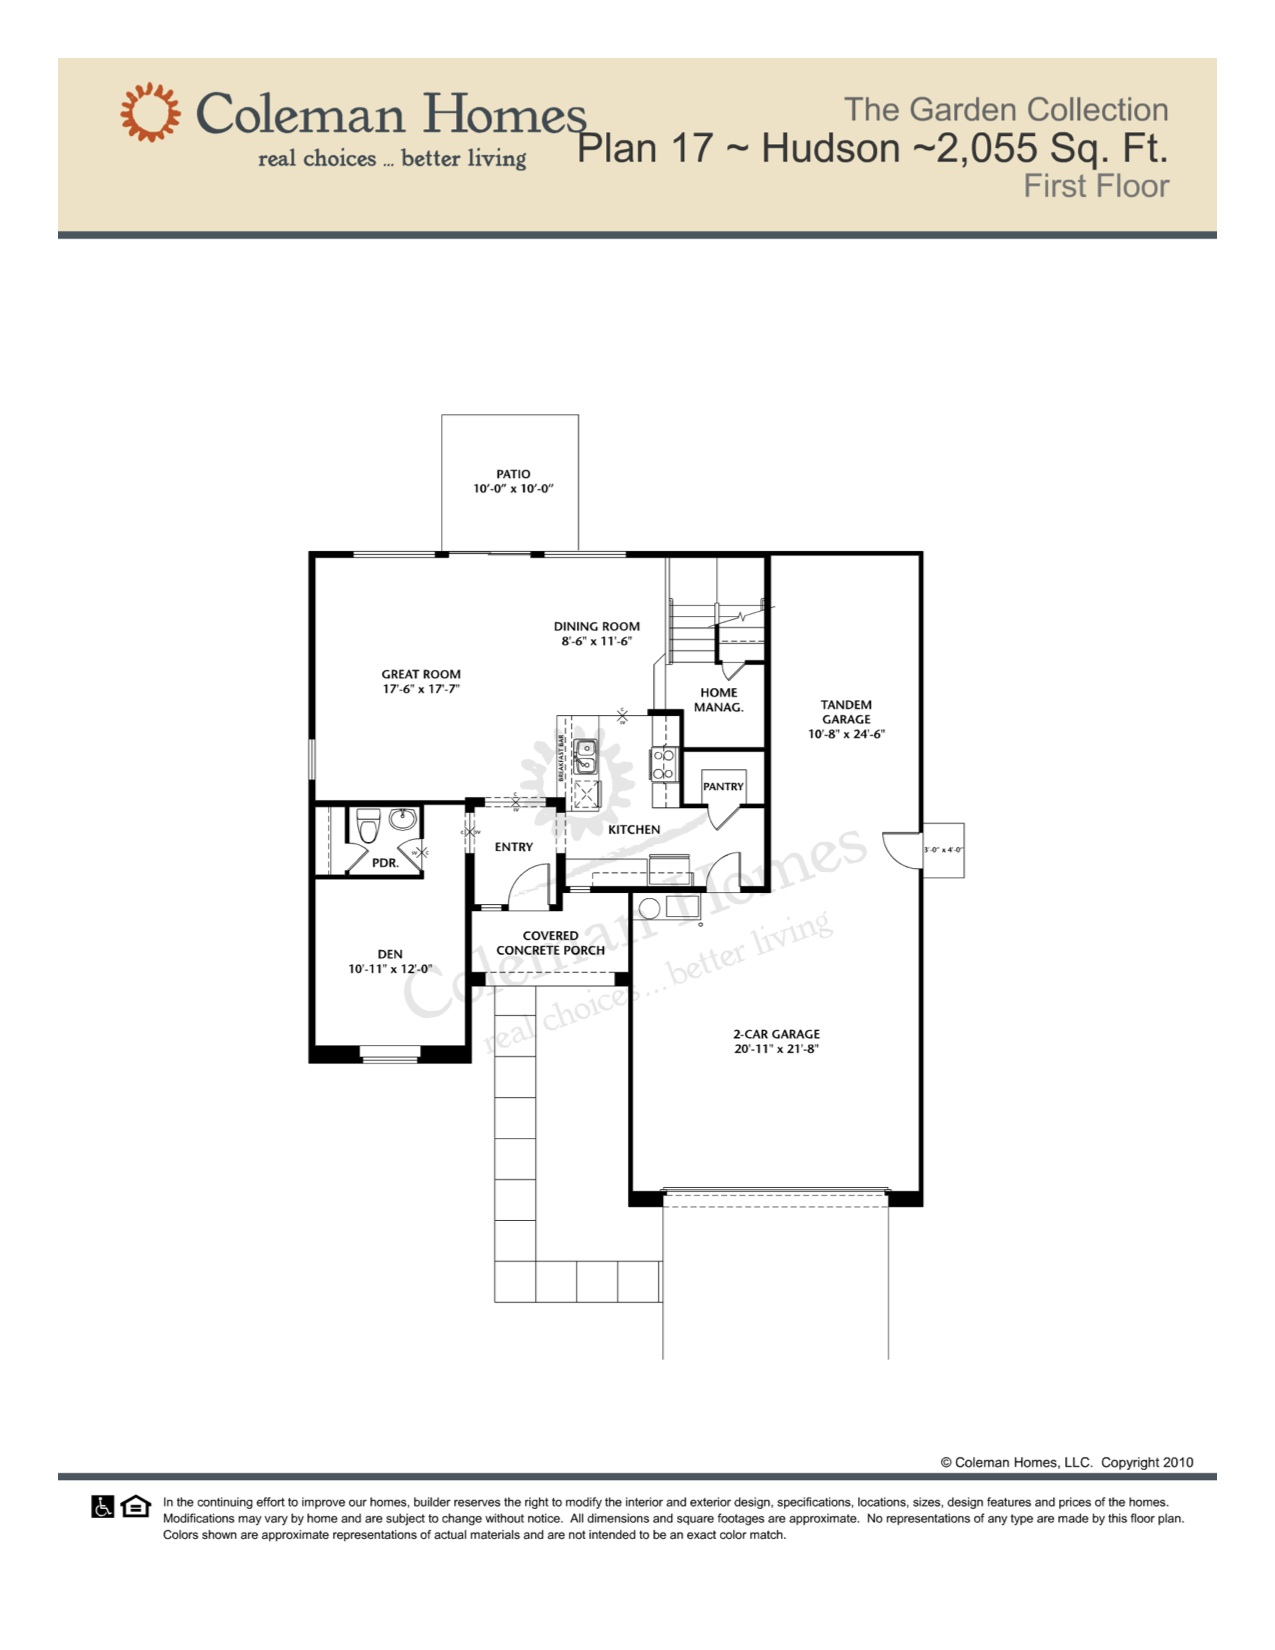 Coleman Homes
real choices ... better living
The Garden Collection
Plan 17 ~ Hudson ~2,055 Sq. Ft.
First Floor
PATIO
10'-0" x 10'-0"
DINING ROOM
8'-6" x 11'-6"
GREAT ROOM
17'-6" x 17'-7"
HOME
MANAG.
TANDEM
GARAGE
10'-8" x 24'-6"
BREAKFAST BAR
PANTRY
KITCHEN
ENTRY
PDR.
3'-0" x 4'-0"
COVERED
CONCRETE PORCH
DEN
10'-11" x 12'-0"
2-CAR GARAGE
20'-11" x 21'-8"
Coleman Homes
real choices ... better living
© Coleman Homes, LLC. Copyright 2010
In the continuing effort to improve our homes, builder reserves the right to modify the interior and exterior design, specifications, locations, sizes, design features and prices of the homes.
Modifications may vary by home and are subject to change without notice. All dimensions and square footages are approximate. No representations of any type are made by this floor plan.
Colors shown are approximate representations of actual materials and are not intended to be an exact color match.